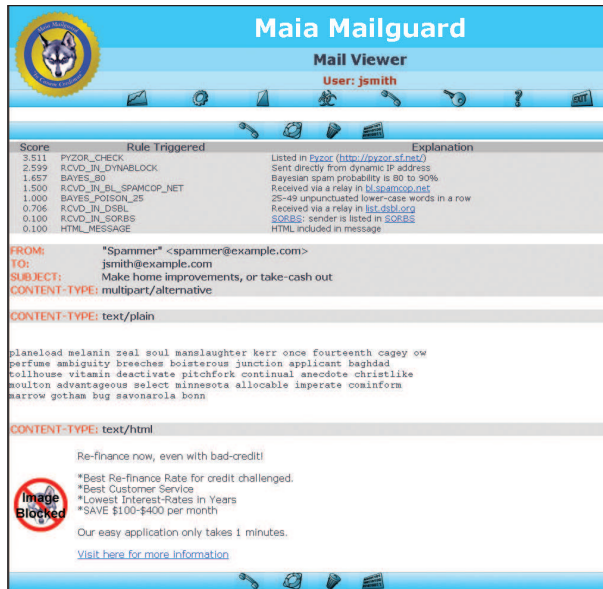 Maia Mailguard
Mail Viewer
User: jsmith
EXIT
Score Rule Triggered Explanation
3.511 PYZOR_CHECK Listed in Pyzor (http://pyzor.sf.net/)
2.599 RCVD_IN_DYNABLOCK Sent directly from dynamic IP address
1.657 BAYES_80 Bayesian spam probability is 80 to 90%
1.500 RCVD_IN_BL_SPAMCOP_NET Received via a relay in bl.spamcop.net
1.000 BAYES_POISON_25 25-49 unpunctuated lower-case words in a row
0.706 RCVD_IN_DSBL Received via a relay in list.dsbl.org
0.100 RCVD_IN_SORBS SORBS: sender is listed in SORBS
0.100 HTML_MESSAGE HTML included in message
FROM: "Spammer" <spammer@example.com>
TO: jsmith@example.com
SUBJECT: Make home improvements, or take-cash out
CONTENT-TYPE: multipart/alternative
CONTENT-TYPE: text/plain
planeload melanin zeal soul manslaughter kerr once fourteenth cagey ow
perfume ambiguity breeches boisterous junction applicant baghdad
tollhouse vitamin deactivate pitchfork continual anecdote christlike
moulton advantageous select minnesota allocable imperate cominform
marrow gotham bug savonarola bonn
CONTENT-TYPE: text/html
Re-finance now, even with bad-credit!
*Best Re-finance Rate for credit challenged.
*Best Customer Service
*Lowest Interest-Rates in Years
*SAVE $100-$400 per month
Image
Blocked
Our easy application only takes 1 minutes.
Visit here for more information